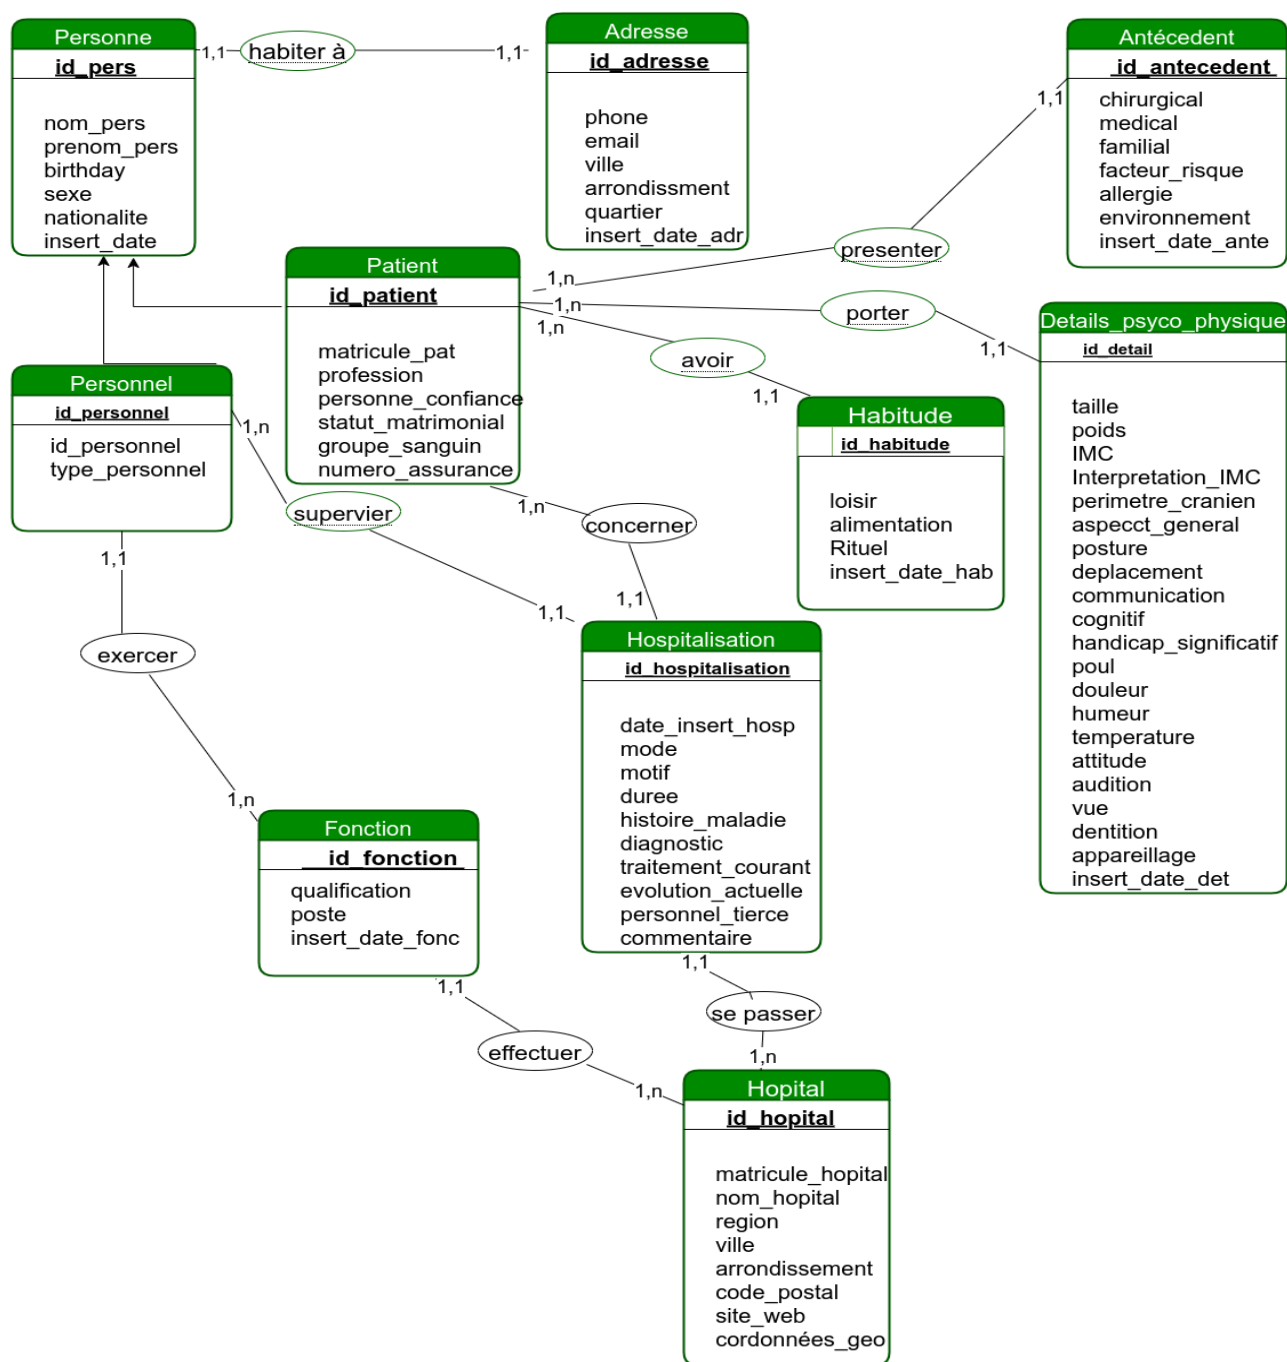 Personne
id_pers
nom_pers
prenom_pers
birthday
sexe
nationalite
insert_date
1,1
habiter à
1,1
Adresse
id_adresse
phone
email
ville
arrondissment
quartier
insert_date_adr
Antécedent
id_antecedent
chirurgical
medical
familial
facteur_risque
allergie
environnement
insert_date_ante
1,1
presenter
1,n
Patient
id_patient
matricule_pat
profession
personne_confiance
statut_matrimonial
groupe_sanguin
numero_assurance
1,n
porter
1,1
1,n
avoir
1,1
Details_psyco_physique
id_detail
taille
poids
IMC
Interpretation_IMC
perimetre_cranien
aspecct_general
posture
deplacement
communication
cognitif
handicap_significatif
poul
douleur
humeur
temperature
attitude
audition
vue
dentition
appareillage
insert_date_det
Habitude
id_habitude
loisir
alimentation
Rituel
insert_date_hab
Personnel
id_personnel
id_personnel
type_personnel
1,n
supervier
1,1
1,n
concerner
1,1
1,1
exercer
1,n
Hospitalisation
id_hospitalisation
date_insert_hosp
mode
motif
duree
histoire_maladie
diagnostic
traitement_courant
evolution_actuelle
personnel_tierce
commentaire
Fonction
id_fonction
qualification
poste
insert_date_fonc
1,1
effectuer
1,n
1,1
se passer
1,n
Hopital
id_hopital
matricule_hopital
nom_hopital
region
ville
arrondissement
code_postal
site_web
cordonnées_geo